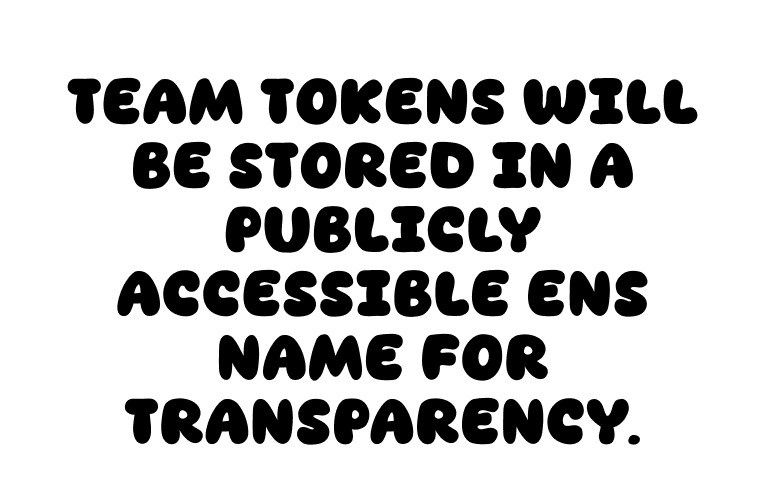 TEAM TOKENS WILL
BE STORED IN A
PUBLICLY
ACCESSIBLE ENS
NAME FOR
TRANSPARENCY.